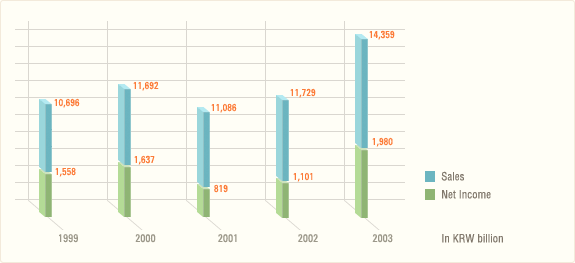 14,359
10,696
11,692
11,086
11,729
1,558
1,637
819
1,101
1,980
Sales
Net Income
1999 2000 2001 2002 2003
In KRW billion